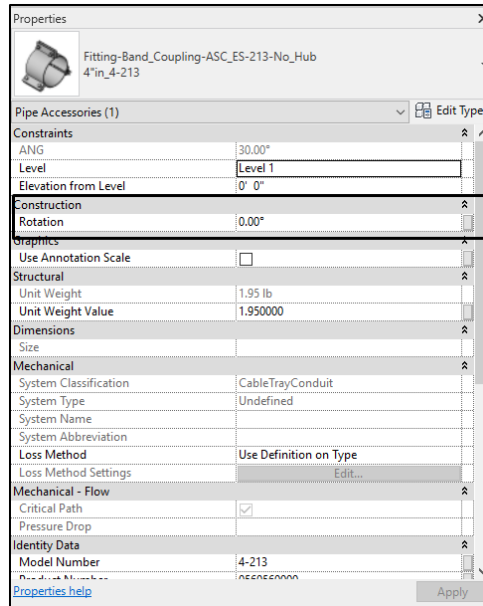 Properties
Fitting-Band_Coupling-ASC_ES-213-No_Hub
4"in_4-213
Pipe Accessories (1) Edit Type
Constraints
ANG 30.00°
Level Level 1
Elevation from Level 0' 0"
Construction
Rotation 0.00°
Graphics
Use Annotation Scale
Structural
Unit Weight 1.95 lb
Unit Weight Value 1.950000
Dimensions
Size
Mechanical
System Classification CableTrayConduit
System Type Undefined
System Name
System Abbreviation
Loss Method Use Definition on Type
Loss Method Settings Edit...
Mechanical - Flow
Critical Path
Pressure Drop
Identity Data
Model Number 4-213
Product Number 0560560000
Properties help Apply